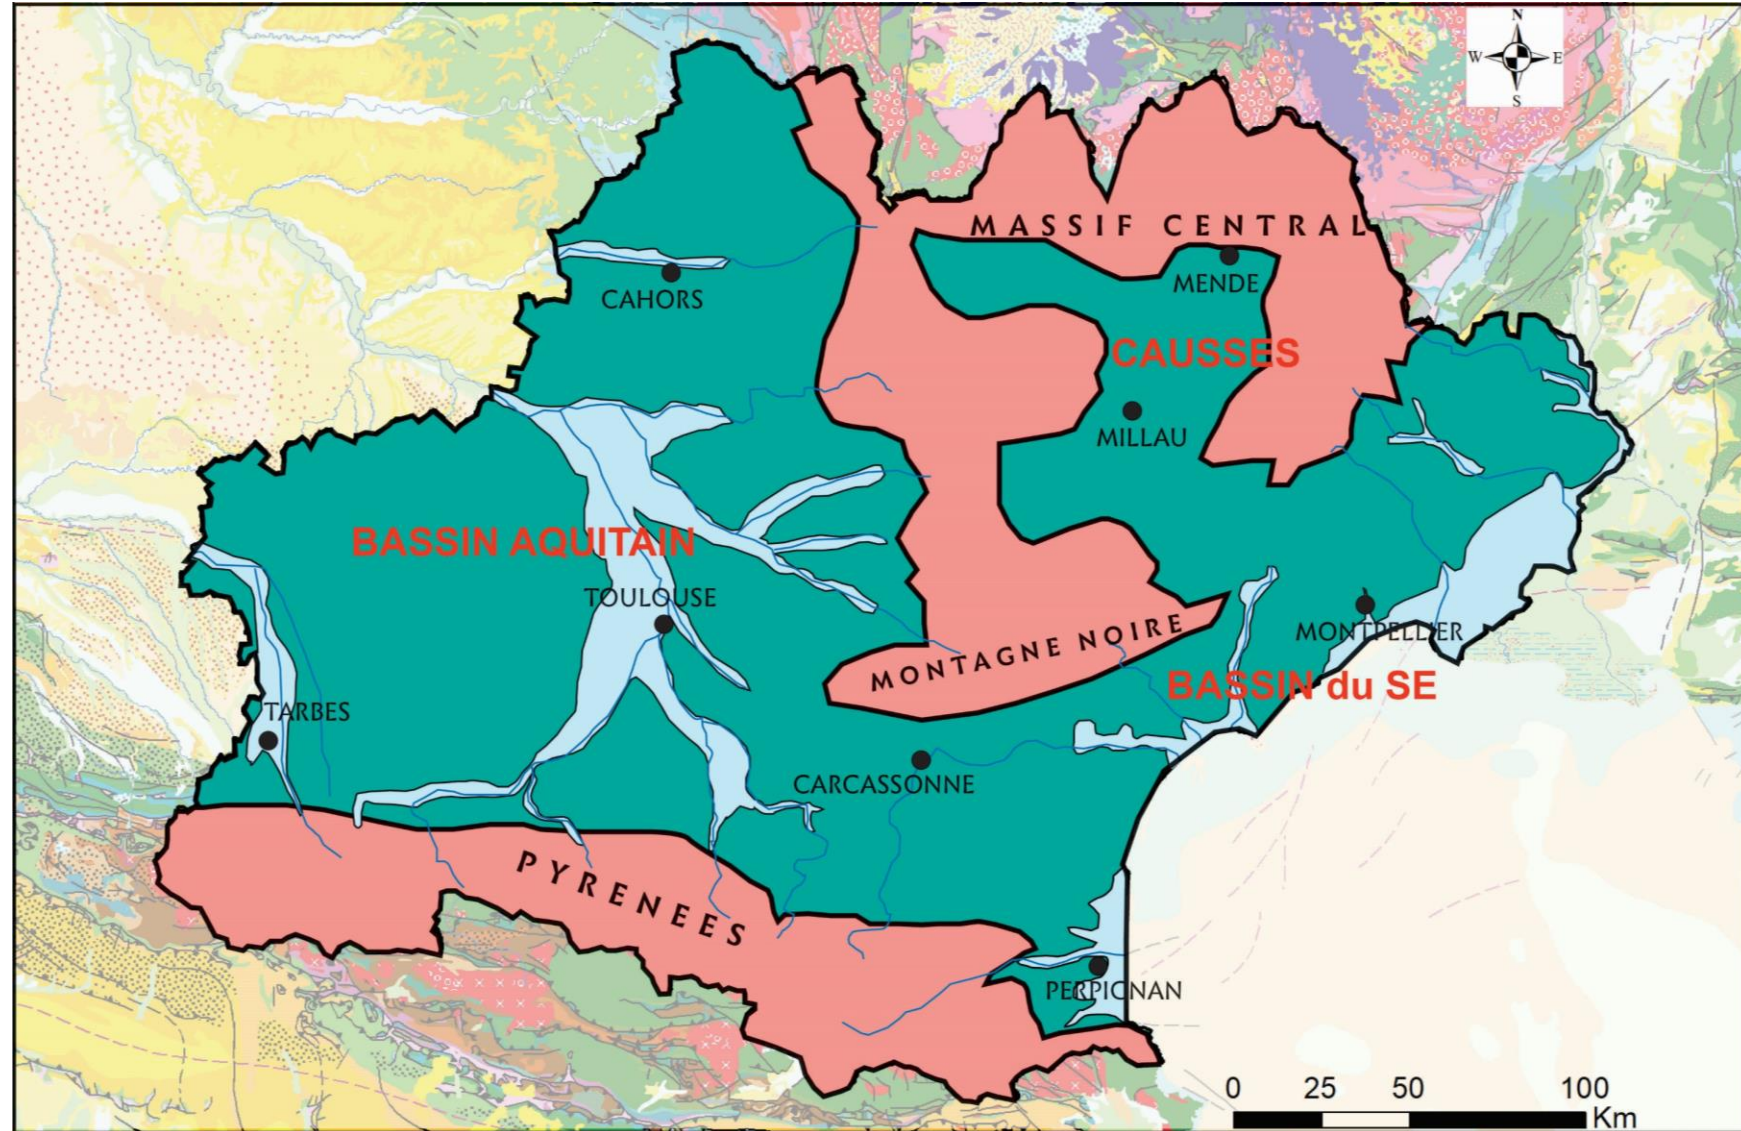 N
W E
S
MASSIF CENTRAL
MENDE
CAHORS
CAUSSES
MILLAU
BASSIN AQUITAIN
TOULOUSE
MONTPELLIER
MONTAGNE NOIRE
BASSIN du SE
TARBES
CARCASSONNE
PYRENEES
PERPIGNAN
0 25 50 100
Km